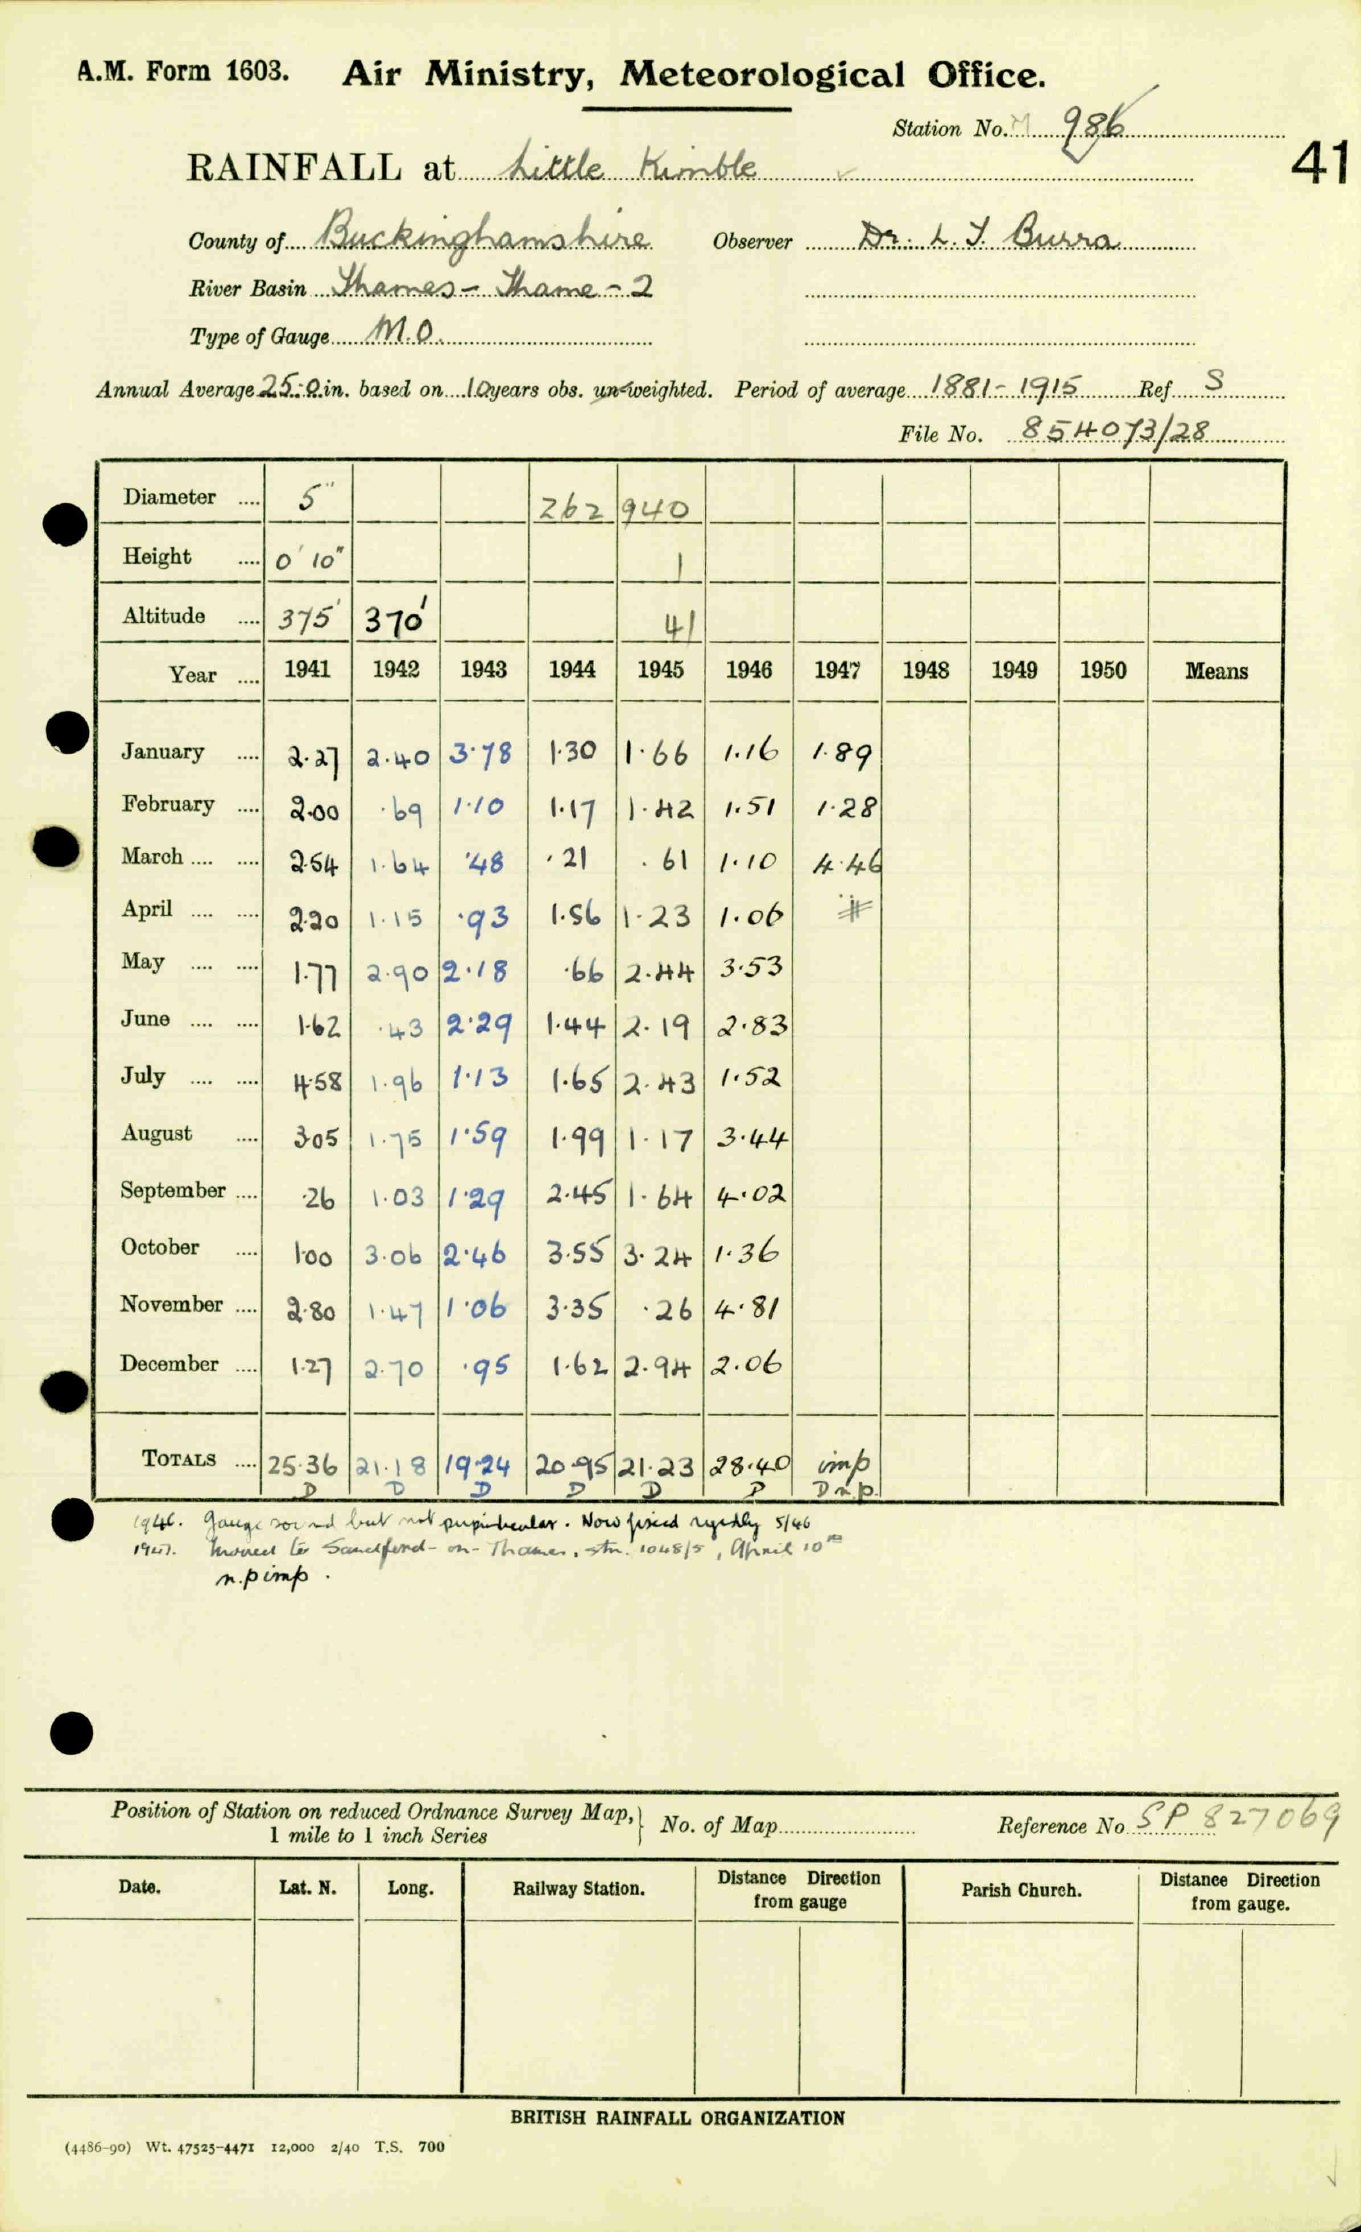 A.M. Form 1603. Air Ministry, Meteorological Office.
Station No. M 986
41
RAINFALL at Little Kimble
County of Buckinghamshire Observer Dr. L. J. Burra
River Basin Thames - Thame - 2
Type of Gauge M.O.
Annual Average 25.0 in. based on 10 years obs. un-weighted. Period of average 1881-1915 Ref S
File No. 854073/28
Diameter .... 5" 262 940
Height .... 0' 10" 1
Altitude .... 375' 370' 41
Year .... 1941 1942 1943 1944 1945 1946 1947 1948 1949 1950 Means
January .... 2.27 2.40 3.78 1.30 1.66 1.16 1.89
February .... 2.00 .69 1.10 1.17 1.42 1.51 1.28
March .... .... 2.54 1.64 .48 .21 .61 1.10 4.46
April .... .... 2.20 1.15 .93 1.56 1.23 1.06
May .... .... 1.77 2.90 2.18 .66 2.44 3.53
June .... .... 1.62 .43 2.29 1.44 2.19 2.83
July .... .... 4.58 1.96 1.13 1.65 2.43 1.52
August .... 3.05 1.75 1.59 1.99 1.17 3.44
September .... .26 1.03 1.29 2.45 1.64 4.02
October .... 1.00 3.06 2.46 3.55 3.24 1.36
November .... 2.80 1.47 1.06 3.35 .26 4.81
December .... 1.27 2.70 .95 1.62 2.94 2.06
TOTALS .... 25.36 21.18 19.24 20.95 21.23 28.40 imp
D D D D D D D n.p.
1946. Gauge sound but not perpendicular. Now fixed rigidly 5/46
1947. Moved to Sandford-on-Thames, stn. 1048/5, April 10th
n.p imp.
Position of Station on reduced Ordnance Survey Map, 1 mile to 1 inch Series } No. of Map Reference No SP 827069
Date. Lat. N. Long. Railway Station. Distance Direction from gauge Parish Church. Distance Direction from gauge.
BRITISH RAINFALL ORGANIZATION
(4486-90) Wt. 47525-4471 12,000 2/40 T.S. 700